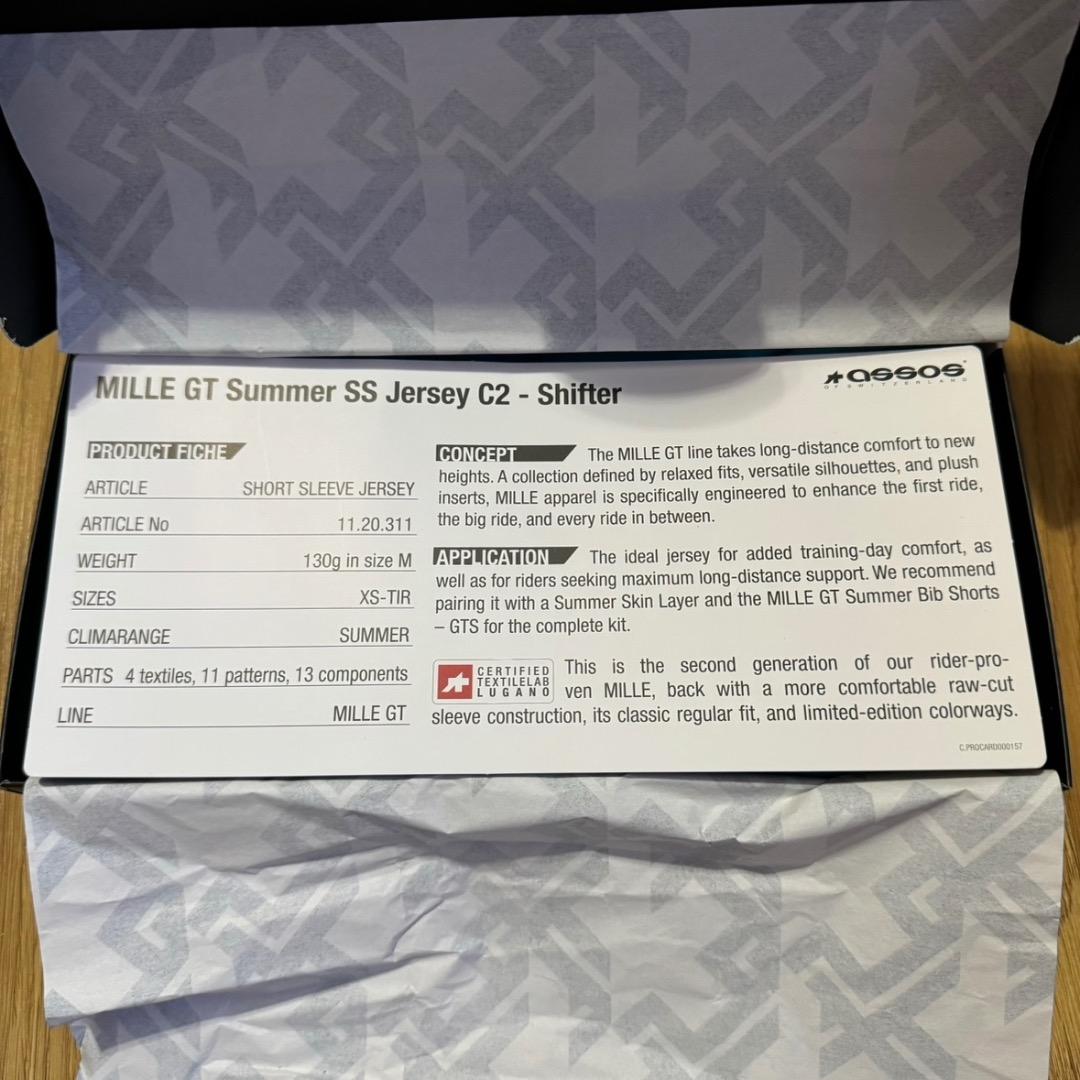 MILLE GT Summer SS Jersey C2 - Shifter
assos
OF SWITZERLAND
PRODUCT FICHE
ARTICLE SHORT SLEEVE JERSEY
ARTICLE No 11.20.311
WEIGHT 130g in size M
SIZES XS-TIR
CLIMARANGE SUMMER
PARTS 4 textiles, 11 patterns, 13 components
LINE MILLE GT
CONCEPT The MILLE GT line takes long-distance comfort to new
heights. A collection defined by relaxed fits, versatile silhouettes, and plush
inserts, MILLE apparel is specifically engineered to enhance the first ride,
the big ride, and every ride in between.
APPLICATION The ideal jersey for added training-day comfort, as
well as for riders seeking maximum long-distance support. We recommend
pairing it with a Summer Skin Layer and the MILLE GT Summer Bib Shorts
– GTS for the complete kit.
CERTIFIED
TEXTILELAB
LUGANO
This is the second generation of our rider-pro-
ven MILLE, back with a more comfortable raw-cut
sleeve construction, its classic regular fit, and limited-edition colorways.
C.PROCARD000157